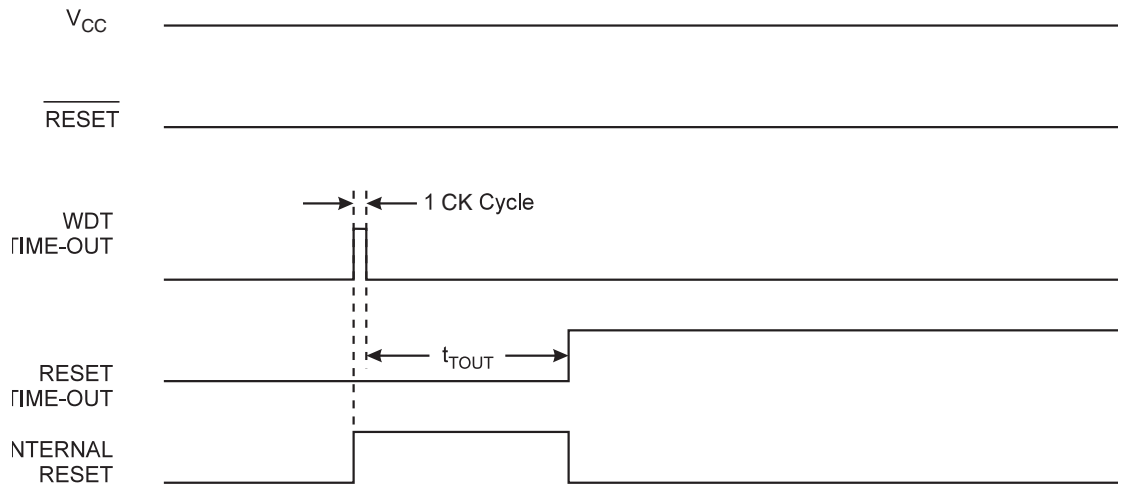 VCC
RESET
1 CK Cycle
WDT
TIME-OUT
tTOUT
RESET
TIME-OUT
NTERNAL
RESET